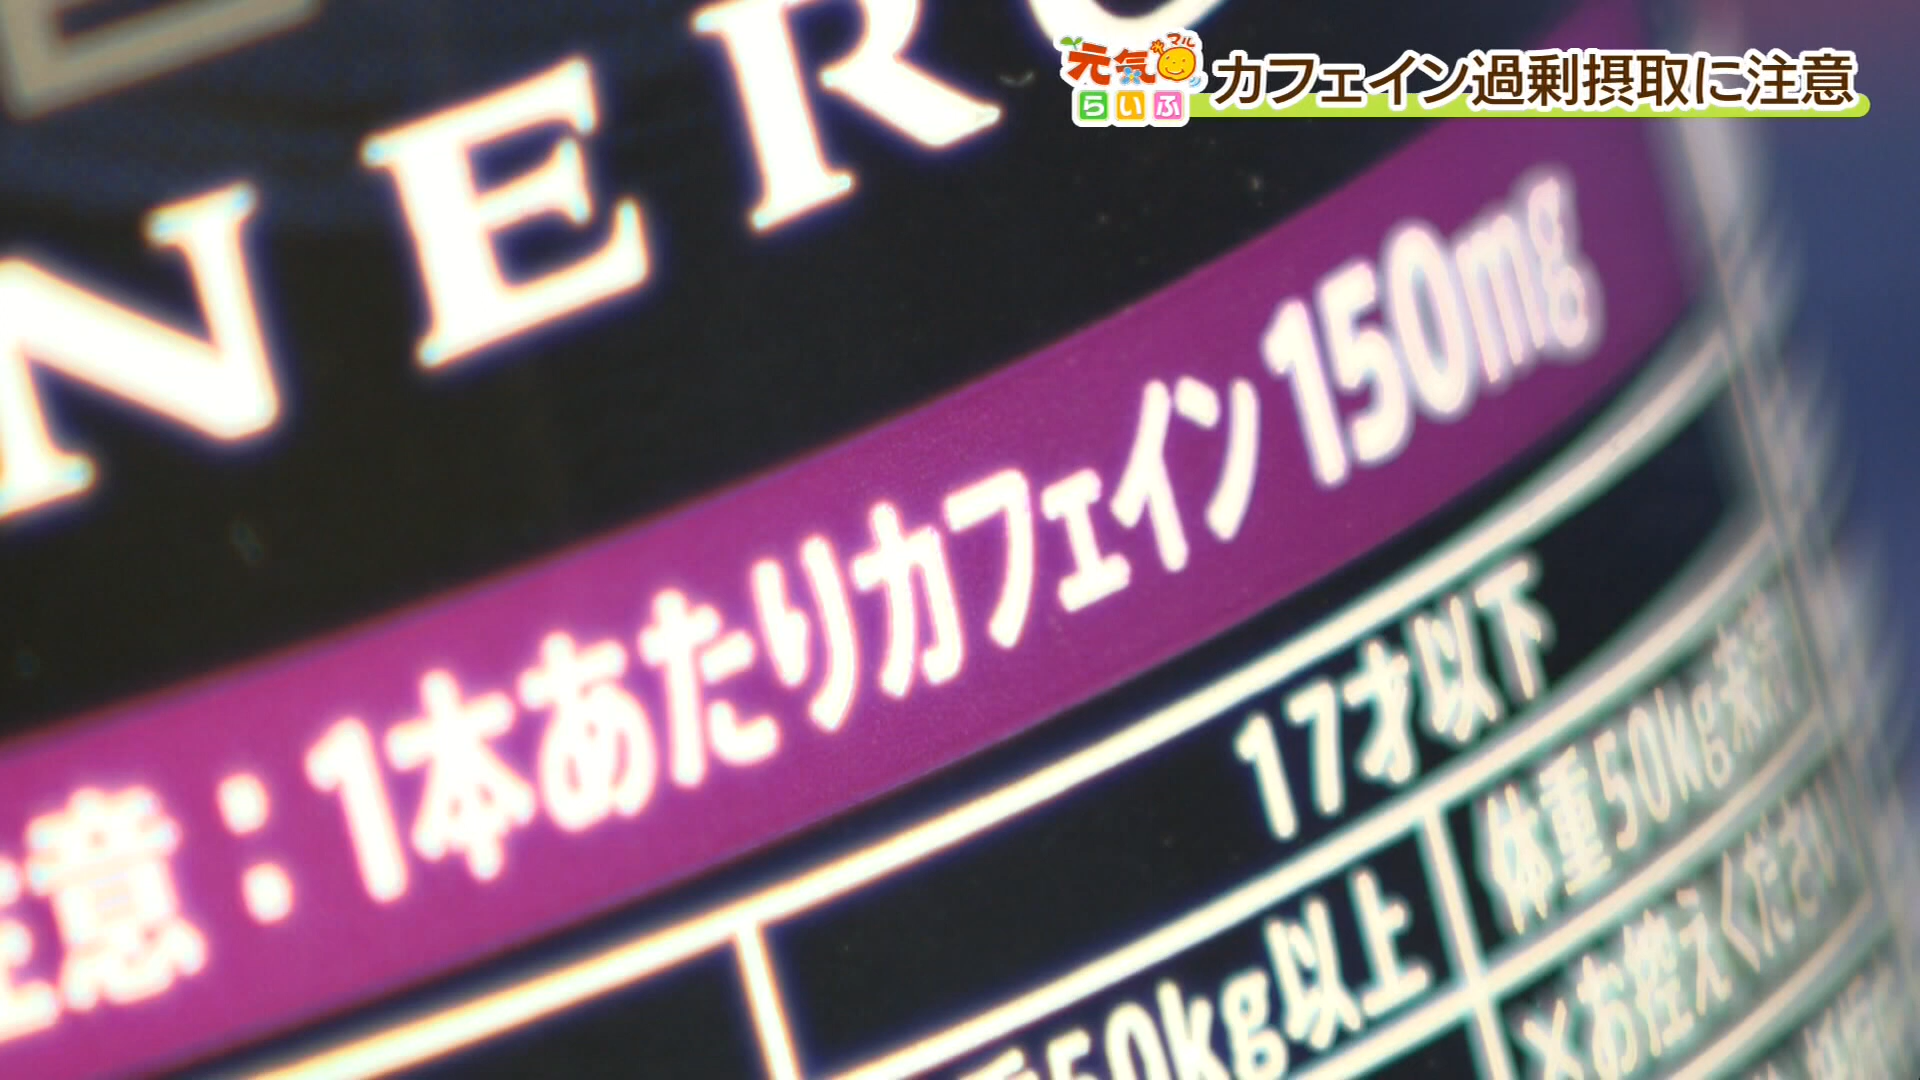 元気マル
らいふ
カフェイン過剰摂取に注意
NERG
注意：1本あたりカフェイン150mg
17才以下
体重50kg以上
体重50kg未満
×お控えください